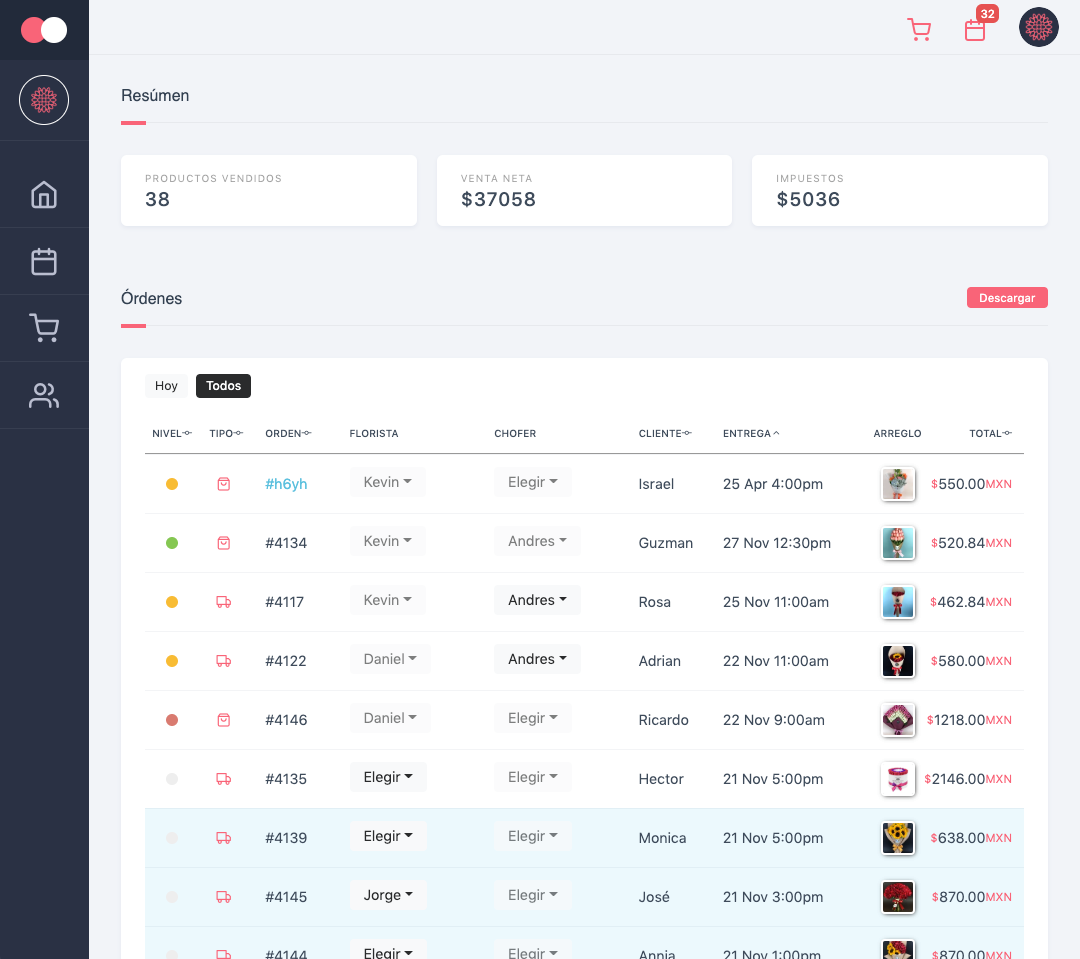 32
Resúmen
PRODUCTOS VENDIDOS
38
VENTA NETA
$37058
IMPUESTOS
$5036
Órdenes
Descargar
Hoy Todos
NIVEL TIPO ORDEN FLORISTA CHOFER CLIENTE ENTREGA ARREGLO TOTAL
#h6yh Kevin Elegir Israel 25 Apr 4:00pm $550.00MXN
#4134 Kevin Andres Guzman 27 Nov 12:30pm $520.84MXN
#4117 Kevin Andres Rosa 25 Nov 11:00am $462.84MXN
#4122 Daniel Andres Adrian 22 Nov 11:00am $580.00MXN
#4146 Daniel Elegir Ricardo 22 Nov 9:00am $1218.00MXN
#4135 Elegir Elegir Hector 21 Nov 5:00pm $2146.00MXN
#4139 Elegir Elegir Monica 21 Nov 5:00pm $638.00MXN
#4145 Jorge Elegir José 21 Nov 3:00pm $870.00MXN
#4144 Elegir Elegir Annia 21 Nov 1:00pm $870.00MXN